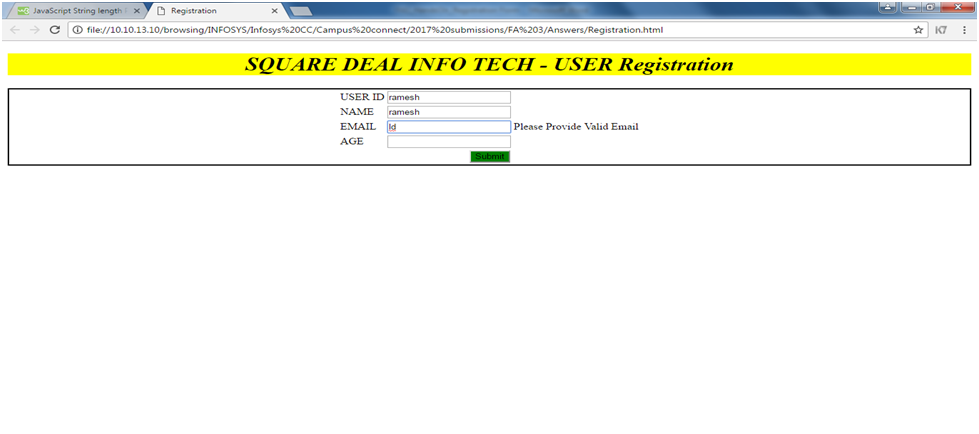 JavaScript String length
Registration
file://10.10.13.10/browsing/INFOSYS/Infosys%20CC/Campus%20connect/2017%20submissions/FA%203/Answers/Registration.html
K7
SQUARE DEAL INFO TECH - USER Registration
USER ID ramesh
NAME ramesh
EMAIL Id Please Provide Valid Email
AGE
Submit